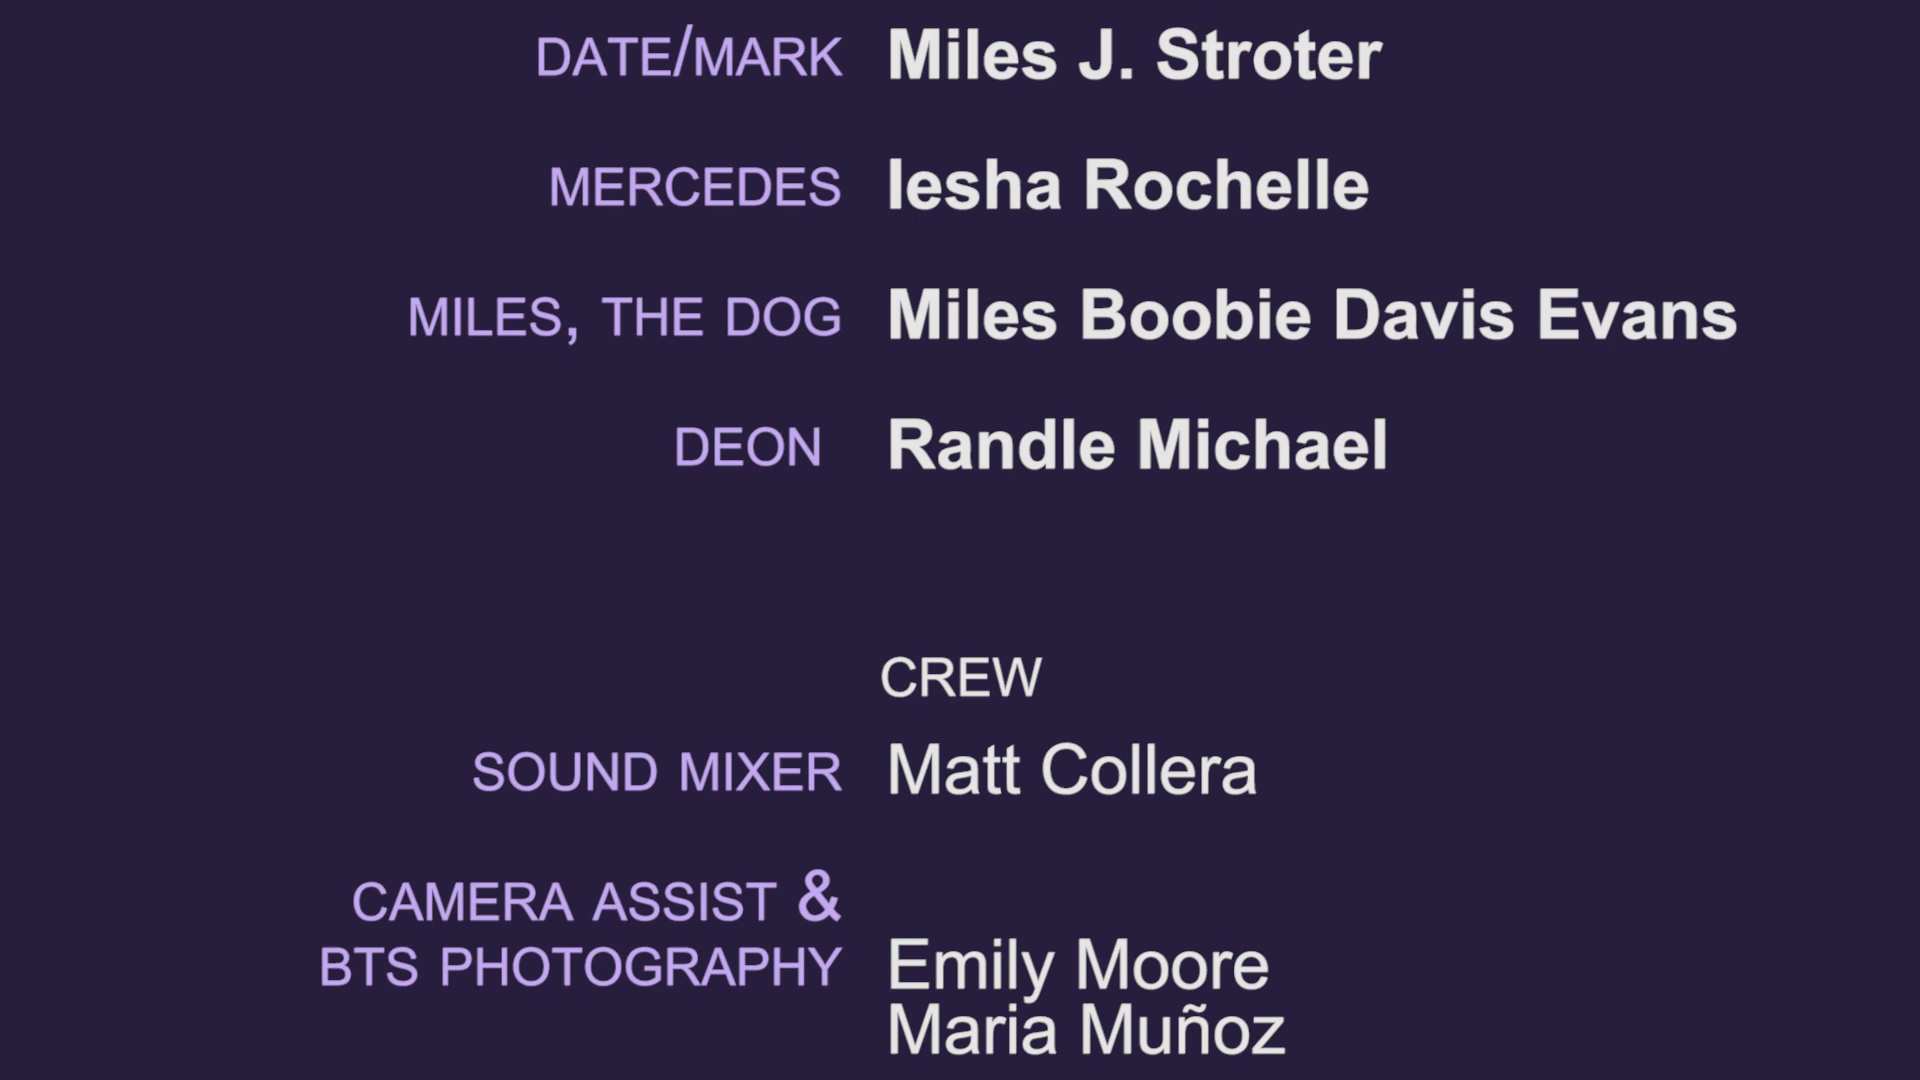 DATE/MARK Miles J. Stroter
MERCEDES Iesha Rochelle
MILES, THE DOG Miles Boobie Davis Evans
DEON Randle Michael
CREW
SOUND MIXER Matt Collera
CAMERA ASSIST &
BTS PHOTOGRAPHY Emily Moore
Maria Muñoz